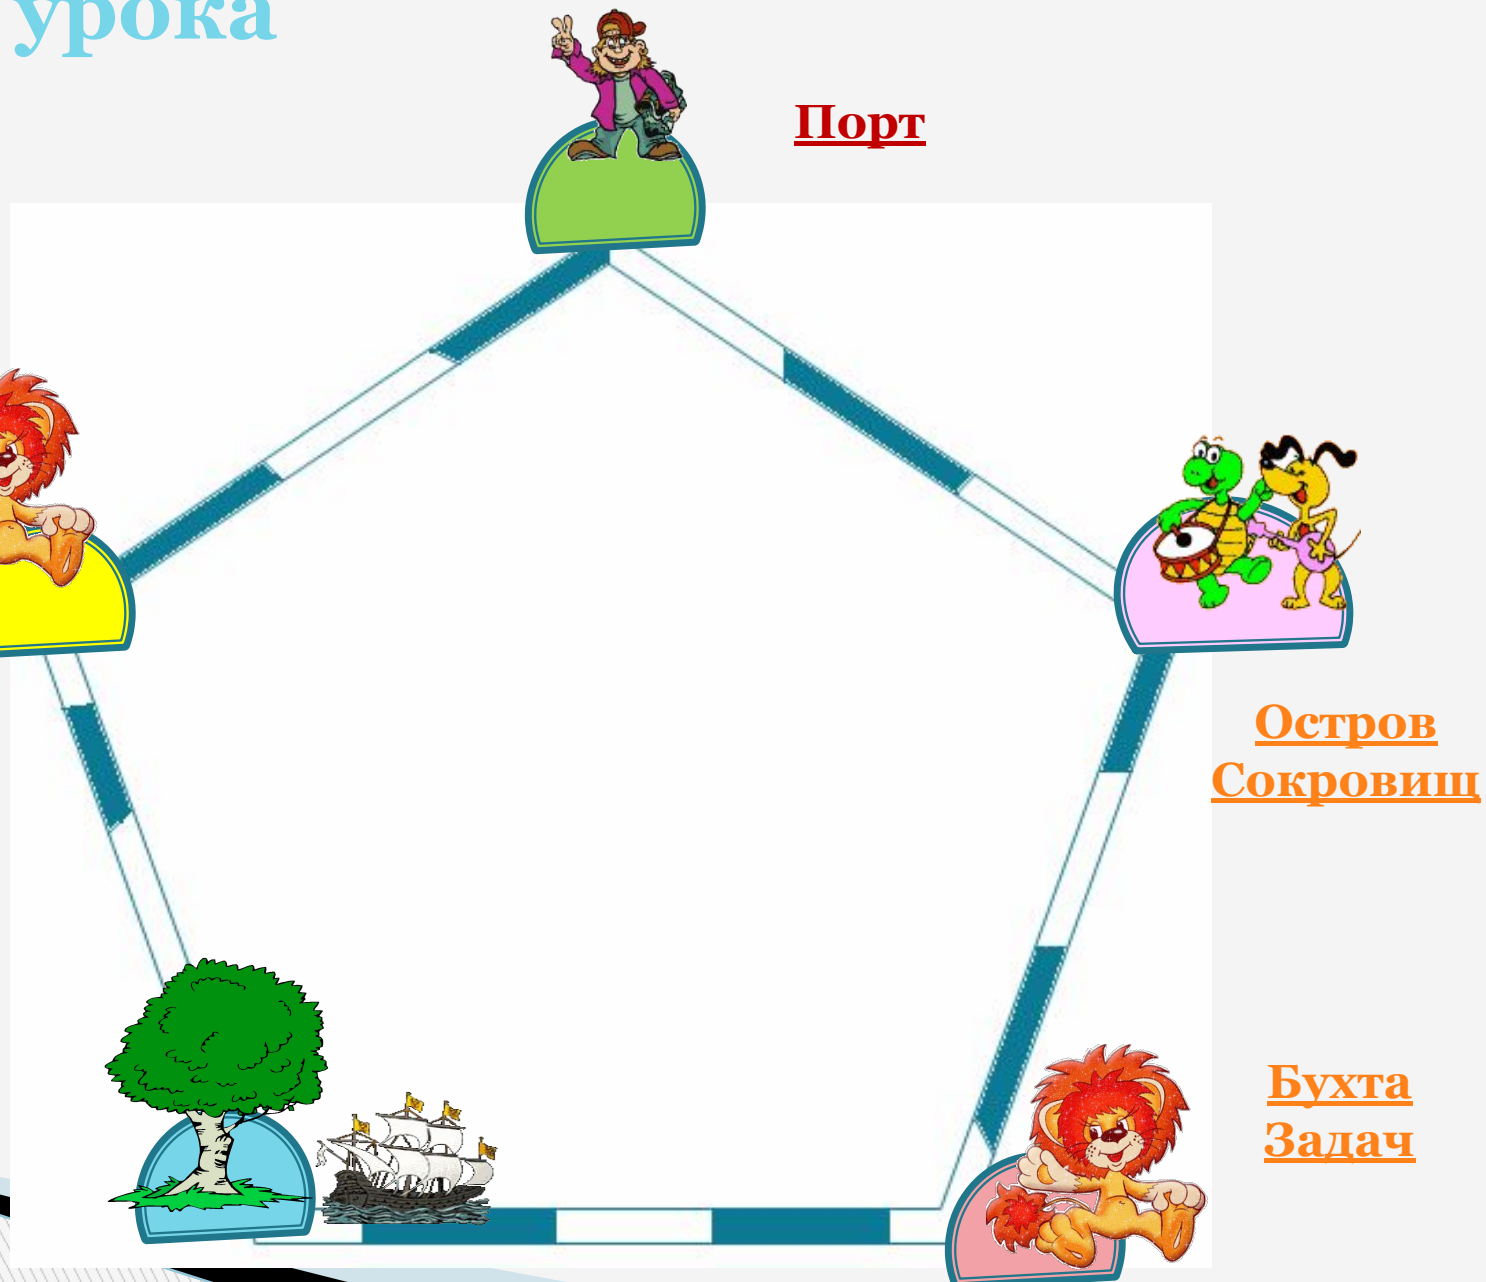 урока
Порт
Остров
Сокровищ
Бухта
Задач